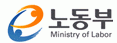 노동부
Ministry of Labor